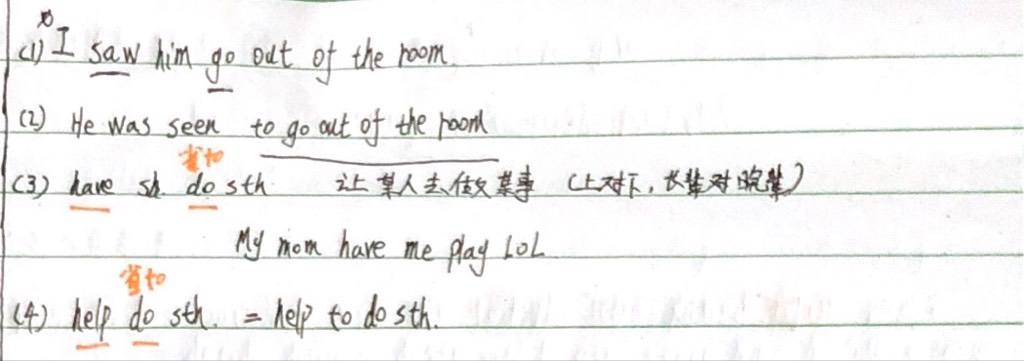 (1) I saw him go out of the room
(2) He was seen to go out of the room
省to
(3) have sb. do sth 让某人去做某事 (上对下,长辈对晚辈)
My mom have me play LOL
省to
(4) help do sth. = help to do sth.